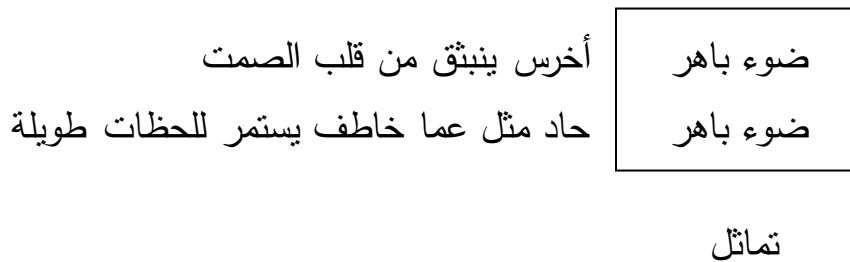 ضوء باهر أخرس ينبثق من قلب الصمت
ضوء باهر حاد مثل عما خاطف يستمر للحظات طويلة
تماثل